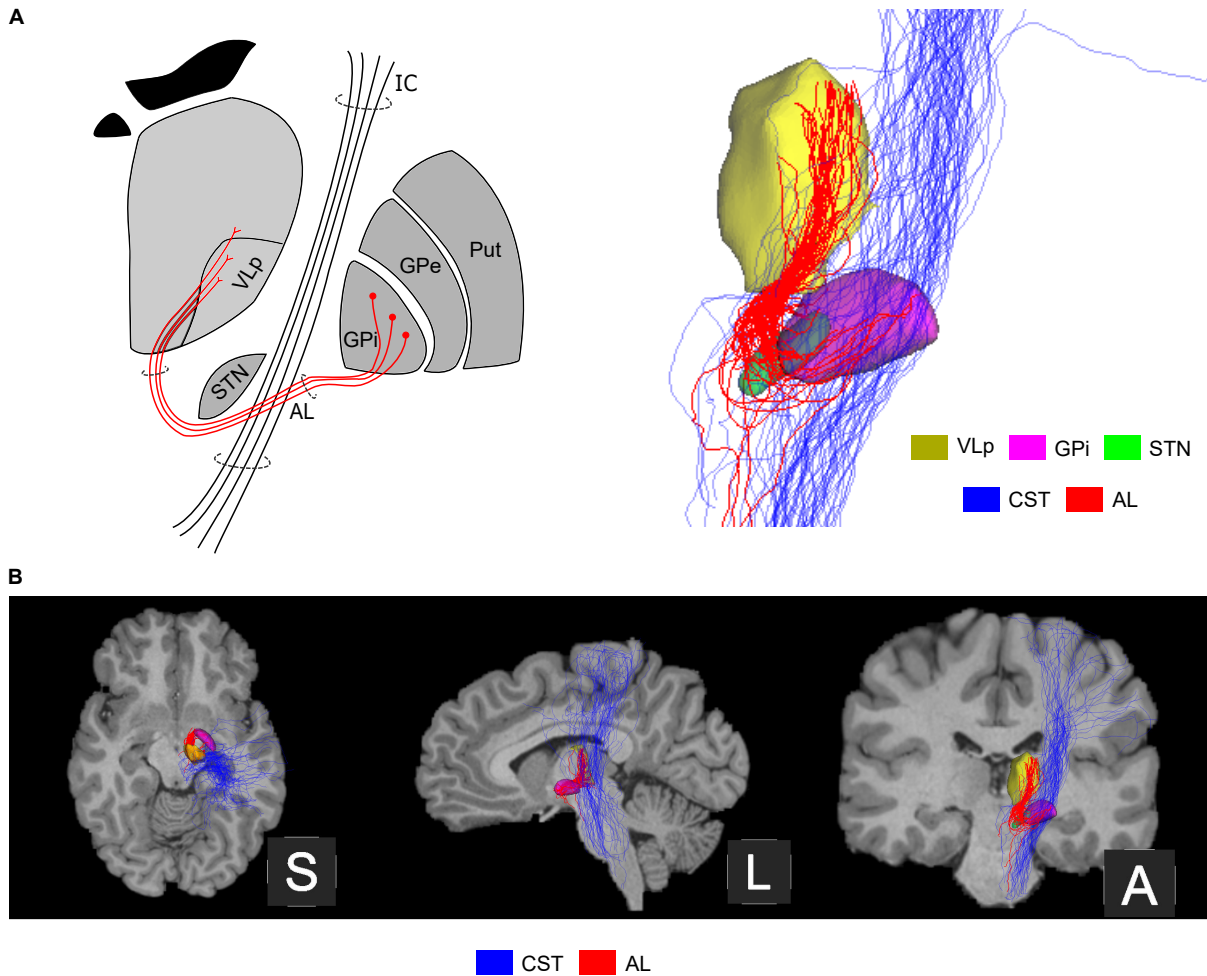 A
IC
Put
GPe
VLp
GPi
STN
AL
VLp GPi STN
CST AL
B
S L A
CST AL